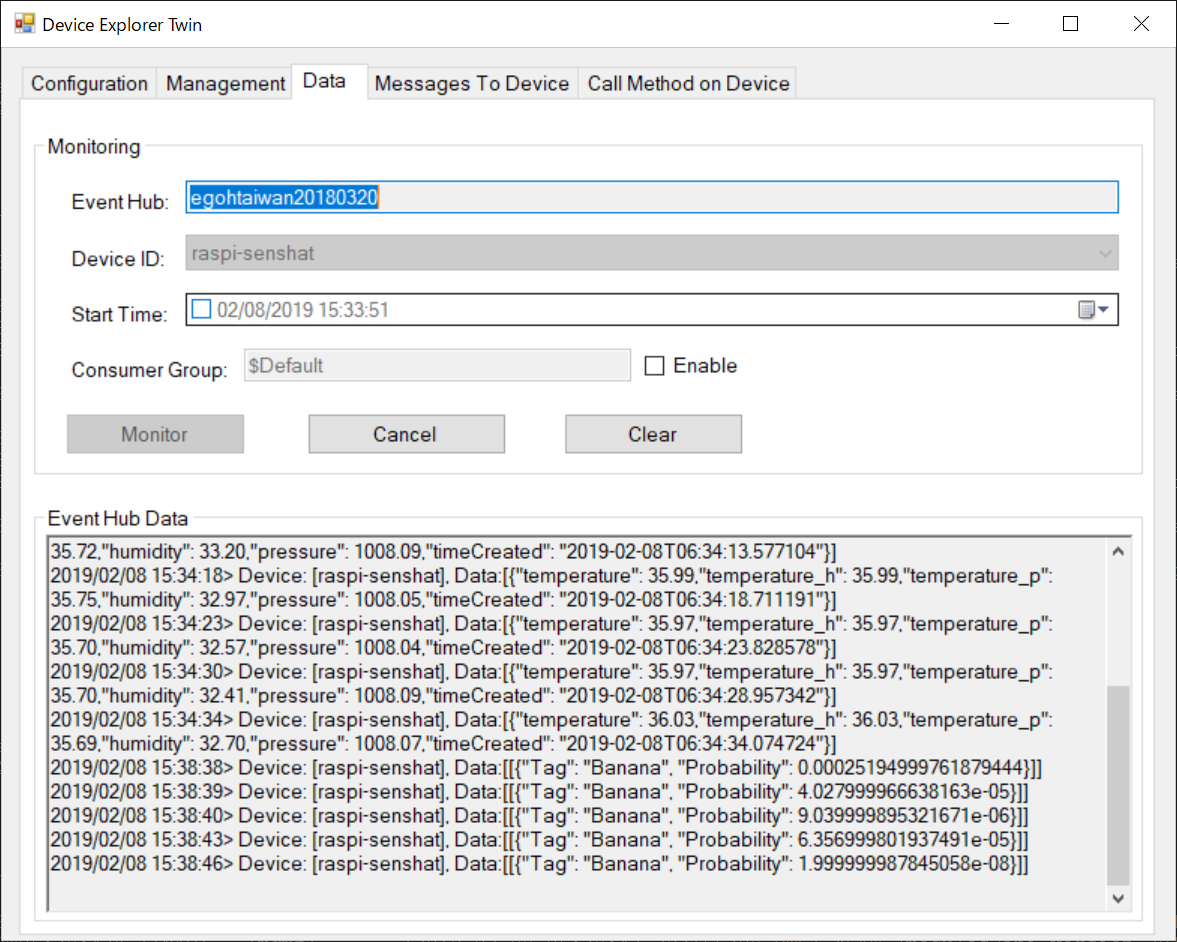 Device Explorer Twin
Configuration Management Data Messages To Device Call Method on Device
Monitoring
Event Hub: egohtaiwan20180320
Device ID: raspi-senshat
Start Time: 02/08/2019 15:33:51
Consumer Group: $Default Enable
Monitor Cancel Clear
Event Hub Data
35.72,"humidity": 33.20,"pressure": 1008.09,"timeCreated": "2019-02-08T06:34:13.577104"}]
2019/02/08 15:34:18> Device: [raspi-senshat], Data:[{"temperature": 35.99,"temperature_h": 35.99,"temperature_p":
35.75,"humidity": 32.97,"pressure": 1008.05,"timeCreated": "2019-02-08T06:34:18.711191"}]
2019/02/08 15:34:23> Device: [raspi-senshat], Data:[{"temperature": 35.97,"temperature_h": 35.97,"temperature_p":
35.70,"humidity": 32.57,"pressure": 1008.04,"timeCreated": "2019-02-08T06:34:23.828578"}]
2019/02/08 15:34:30> Device: [raspi-senshat], Data:[{"temperature": 35.97,"temperature_h": 35.97,"temperature_p":
35.70,"humidity": 32.41,"pressure": 1008.09,"timeCreated": "2019-02-08T06:34:28.957342"}]
2019/02/08 15:34:34> Device: [raspi-senshat], Data:[{"temperature": 36.03,"temperature_h": 36.03,"temperature_p":
35.69,"humidity": 32.70,"pressure": 1008.07,"timeCreated": "2019-02-08T06:34:34.074724"}]
2019/02/08 15:38:38> Device: [raspi-senshat], Data:[[{"Tag": "Banana", "Probability": 0.00025194999761879444}]]
2019/02/08 15:38:39> Device: [raspi-senshat], Data:[[{"Tag": "Banana", "Probability": 4.027999966638163e-05}]]
2019/02/08 15:38:40> Device: [raspi-senshat], Data:[[{"Tag": "Banana", "Probability": 9.039999895321671e-06}]]
2019/02/08 15:38:43> Device: [raspi-senshat], Data:[[{"Tag": "Banana", "Probability": 6.356999801937491e-05}]]
2019/02/08 15:38:46> Device: [raspi-senshat], Data:[[{"Tag": "Banana", "Probability": 1.999999987845058e-08}]]